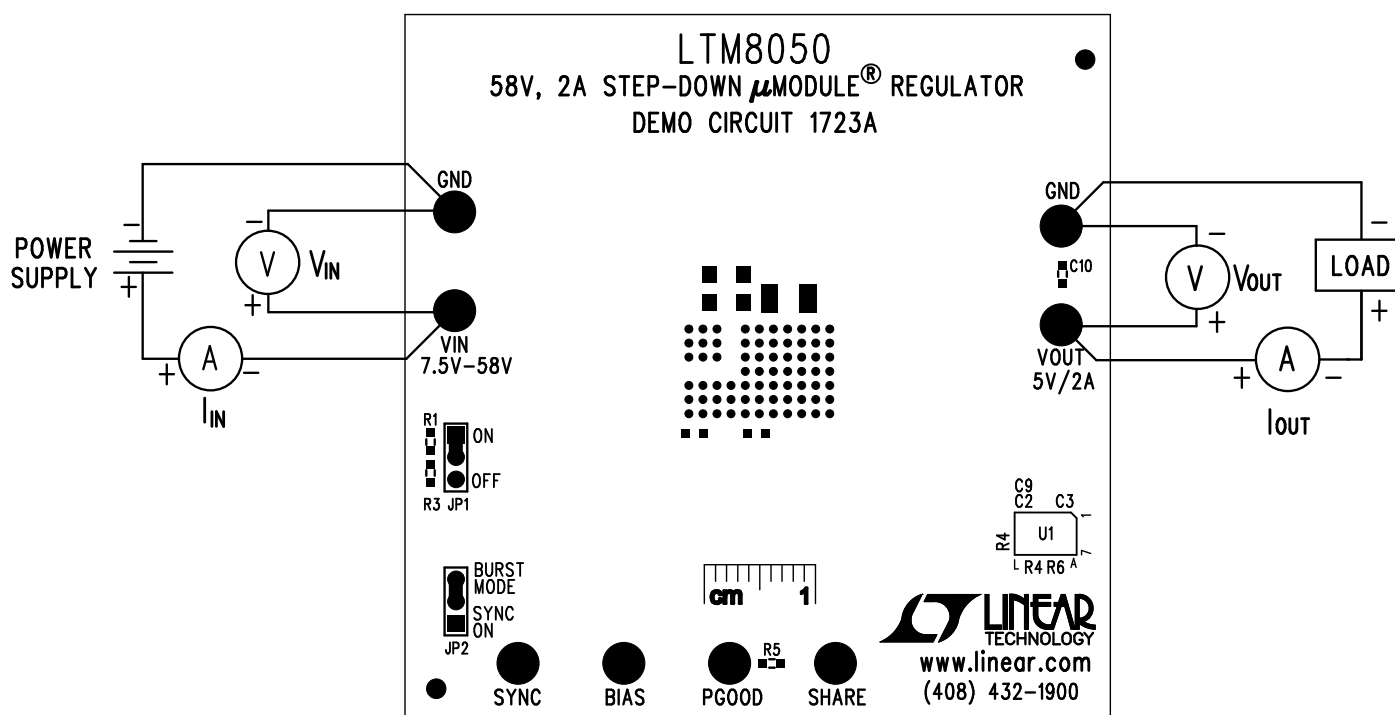 LTM8050
58V, 2A STEP-DOWN µMODULE® REGULATOR
DEMO CIRCUIT 1723A
GND
GND
-
-
-
-
POWER
SUPPLY
V
VIN
C10
V
VOUT
LOAD
+
+
+
+
VIN
7.5V-58V
VOUT
5V/2A
+
A
-
IIN
+
A
-
IOUT
R1
ON
OFF
R3
JP1
C9
C2
C3
1
R4
U1
7
L
R4
R6
A
BURST
MODE
SYNC
ON
JP2
cm
1
LINEAR
TECHNOLOGY
www.linear.com
(408) 432-1900
R5
SYNC
BIAS
PGOOD
SHARE